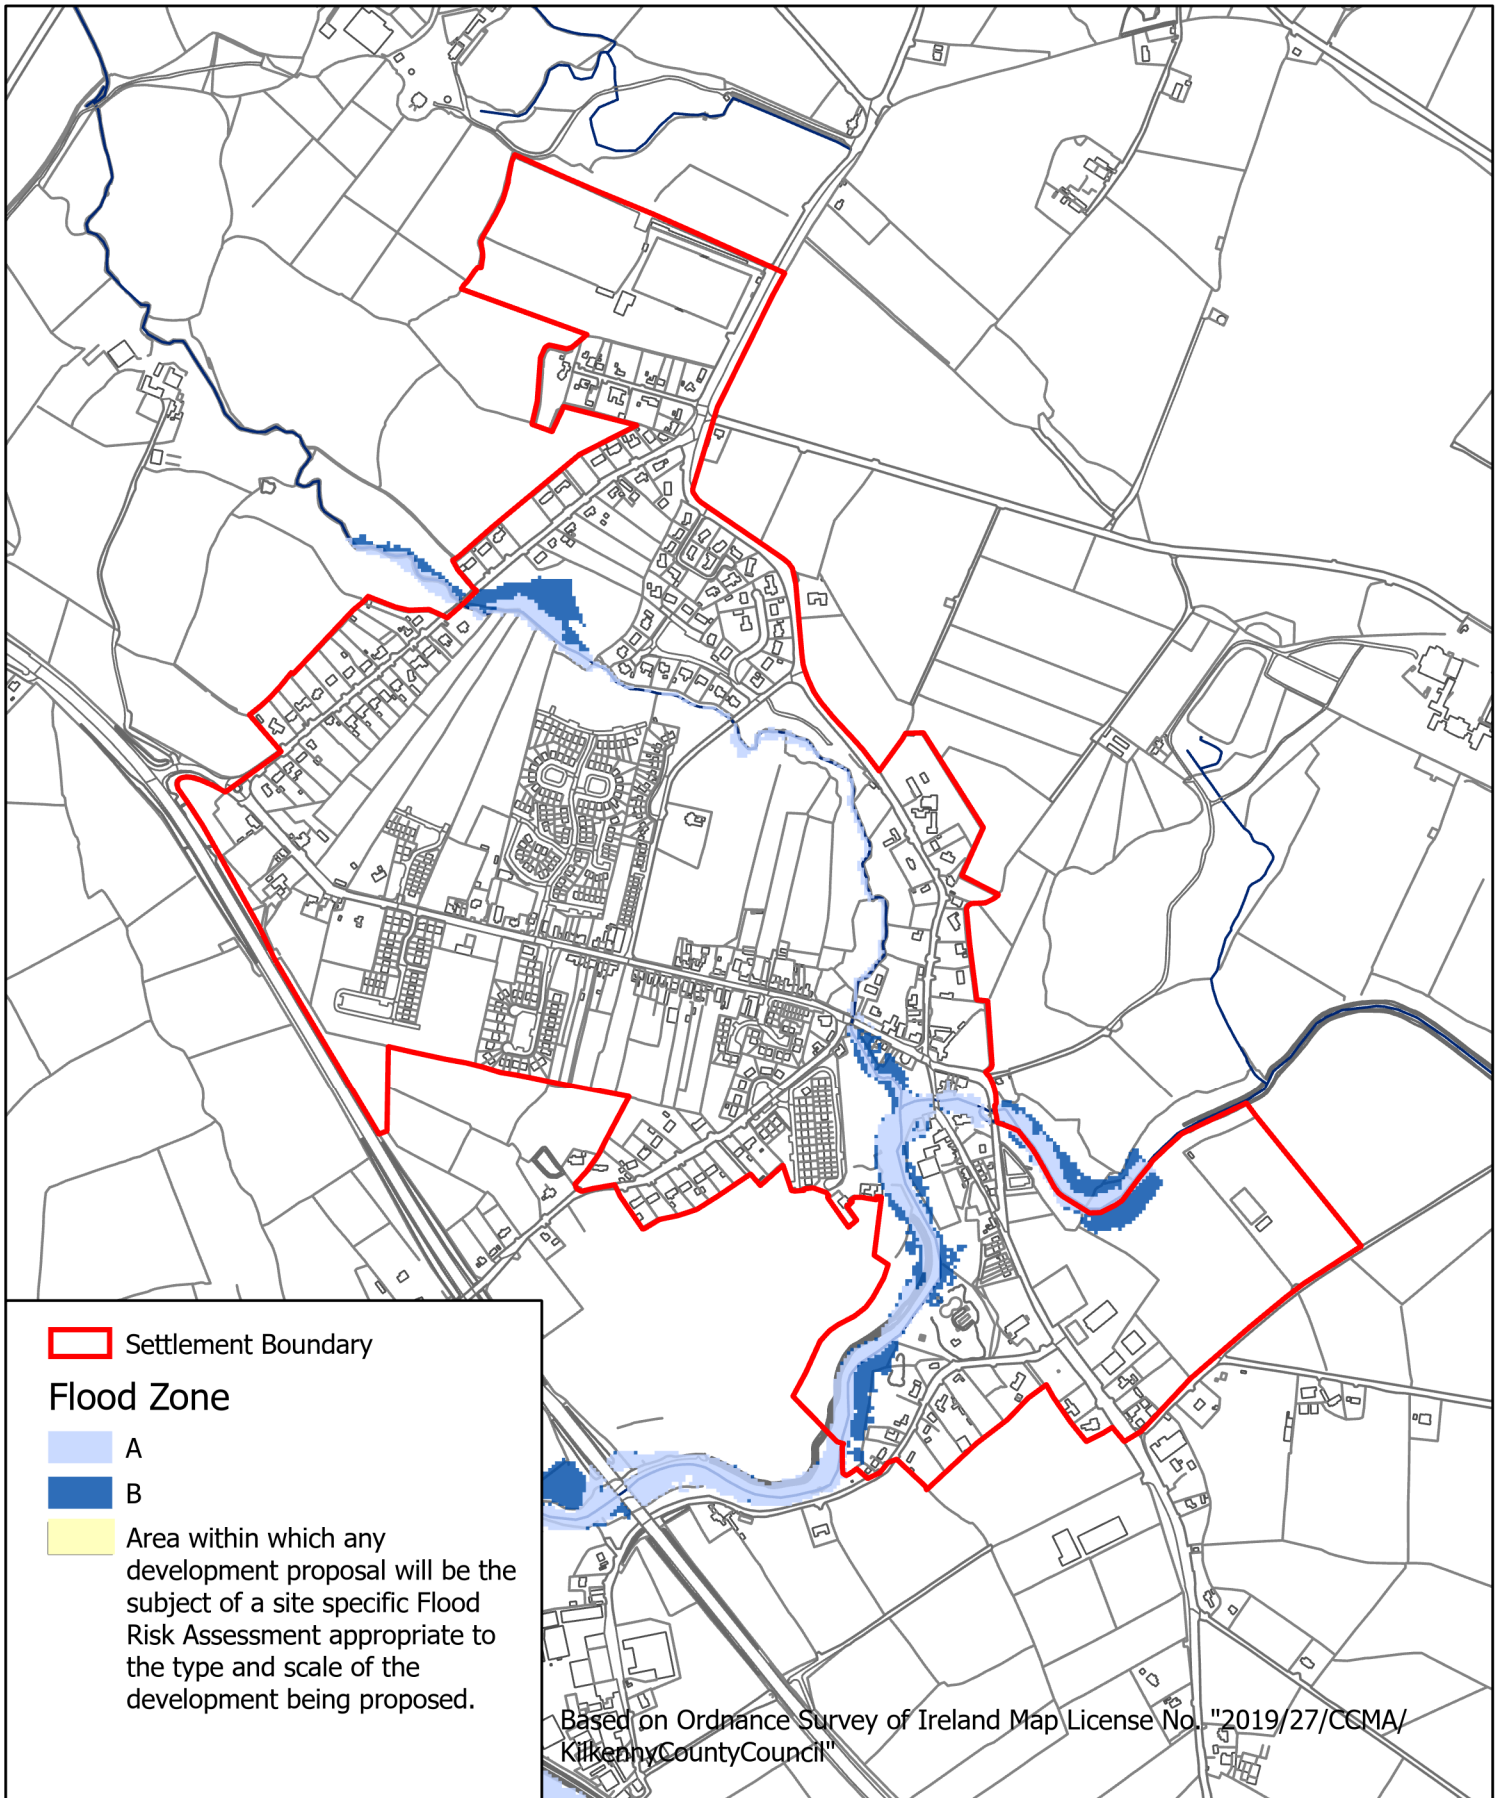 Settlement Boundary
Flood Zone
A
B
Area within which any
development proposal will be the
subject of a site specific Flood
Risk Assessment appropriate to
the type and scale of the
development being proposed.
Based on Ordnance Survey of Ireland Map License No. "2019/27/CCMA/
KilkennyCountyCouncil"